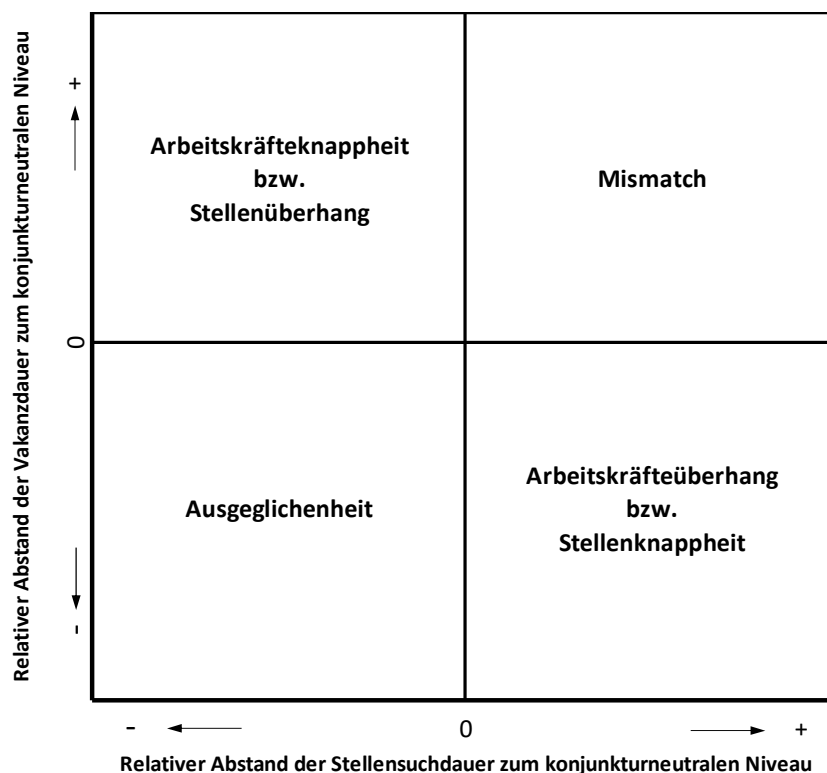 Relativer Abstand der Vakanzdauer zum konjunkturneutralen Niveau
+
0
-
Arbeitskräfteknappheit
bzw.
Stellenüberhang
Mismatch
Ausgeglichenheit
Arbeitskräfteüberhang
bzw.
Stellenknappheit
- 0 +
Relativer Abstand der Stellensuchdauer zum konjunkturneutralen Niveau